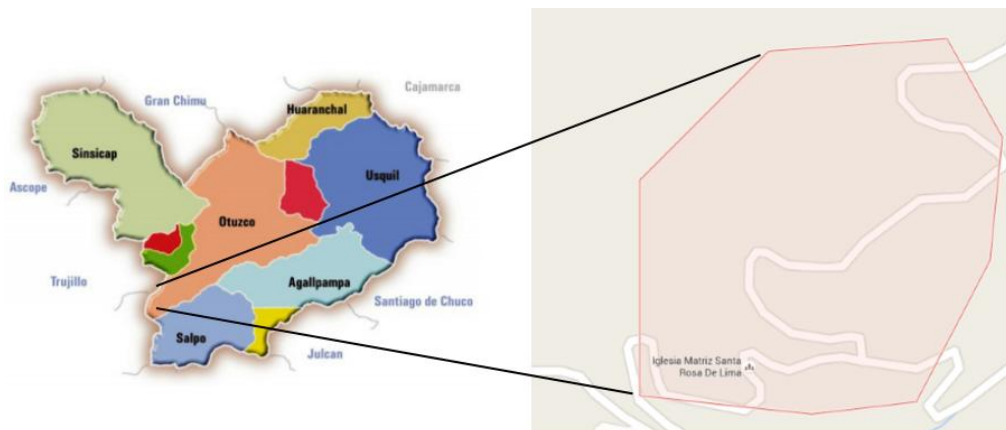 Cajamarca
Gran Chimu
Huaranchal
Sinsicap
Usquil
Ascope
Otuzco
Trujillo
Agallpampa
Santiago de Chuco
Salpo
Julcan
Iglesia Matriz Santa
Rosa De Lima